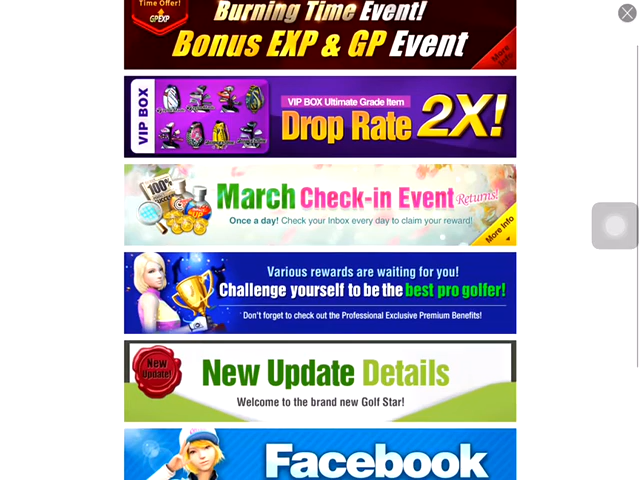 Time Offer!
GPEXP
Burning Time Event!
Bonus EXP & GP Event
More
VIP BOX
VIP BOX Ultimate Grade Item
Drop Rate 2X!
100%
March Check-in Event Returns!
Once a day! Check your Inbox every day to claim your reward!
More Info
Various rewards are waiting for you!
Challenge yourself to be the best pro golfer!
Don't forget to check out the Professional Exclusive Premium Benefits!
New
Update!
New Update Details
Welcome to the brand new Golf Star!
Facebook